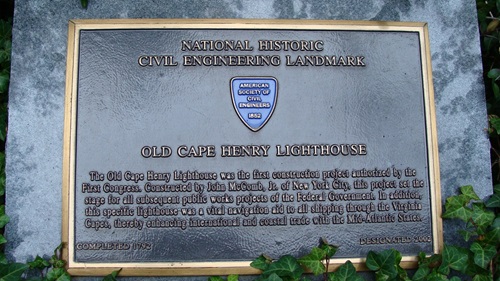 NATIONAL HISTORIC
CIVIL ENGINEERING LANDMARK
AMERICAN
SOCIETY OF
CIVIL
ENGINEERS
1852
OLD CAPE HENRY LIGHTHOUSE
The Old Cape Henry Lighthouse was the first construction project authorized by the
First Congress. Constructed by John McComb, Jr. of New York City, this project set the
stage for all subsequent public works projects of the Federal Government. In addition,
this specific lighthouse was a vital navigation aid to all shipping through the Virginia
Capes, thereby enhancing international and coastal trade with the Mid-Atlantic States.
COMPLETED 1792
DESIGNATED 2002